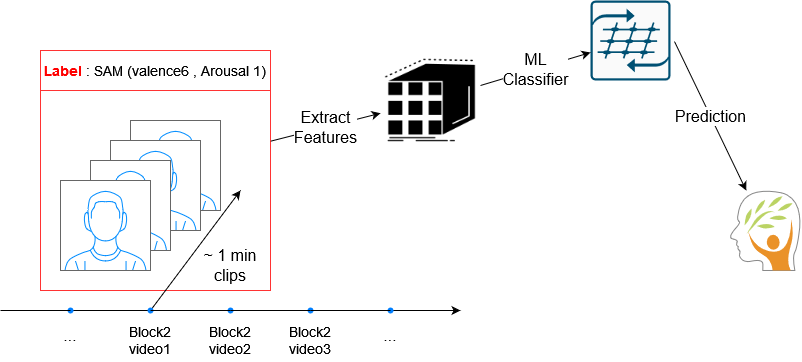 Label : SAM (valence6 , Arousal 1)
Extract
Features
ML
Classifier
Prediction
~ 1 min
clips
...
Block2
video1
Block2
video2
Block2
video3
...